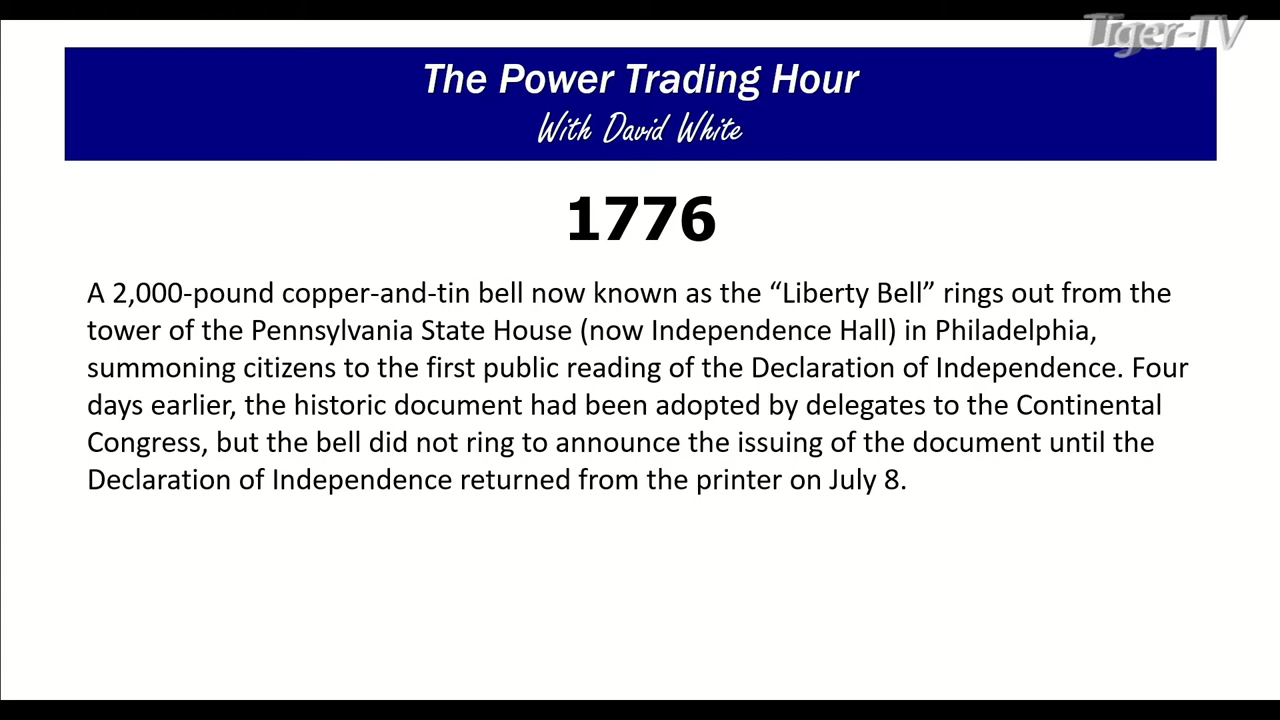 Tiger-TV
The Power Trading Hour
With David White
1776
A 2,000-pound copper-and-tin bell now known as the “Liberty Bell” rings out from the
tower of the Pennsylvania State House (now Independence Hall) in Philadelphia,
summoning citizens to the first public reading of the Declaration of Independence. Four
days earlier, the historic document had been adopted by delegates to the Continental
Congress, but the bell did not ring to announce the issuing of the document until the
Declaration of Independence returned from the printer on July 8.